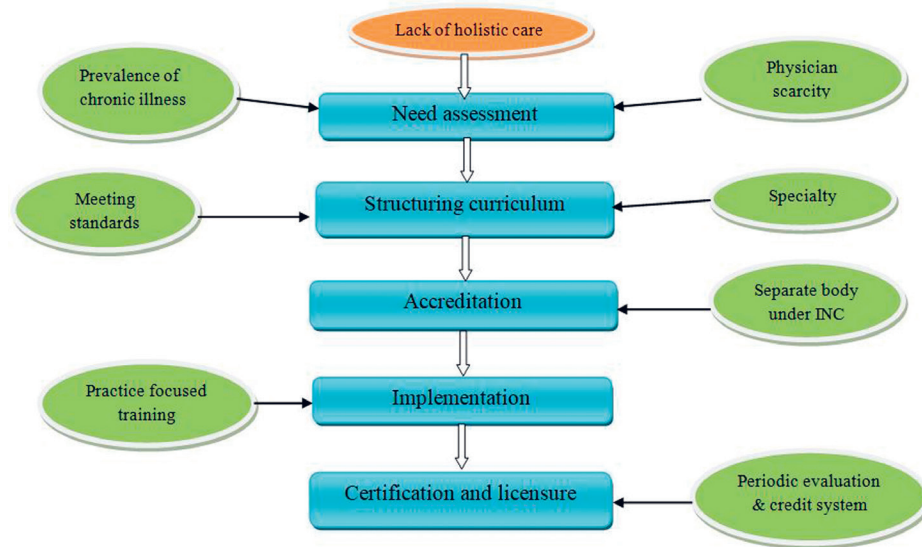 Lack of holistic care
Prevalence of
chronic illness
Physician
scarcity
Need assessment
Meeting
standards
Structuring curriculum
Specialty
Accreditation
Separate body
under INC
Practice focused
training
Implementation
Certification and licensure
Periodic evaluation
& credit system